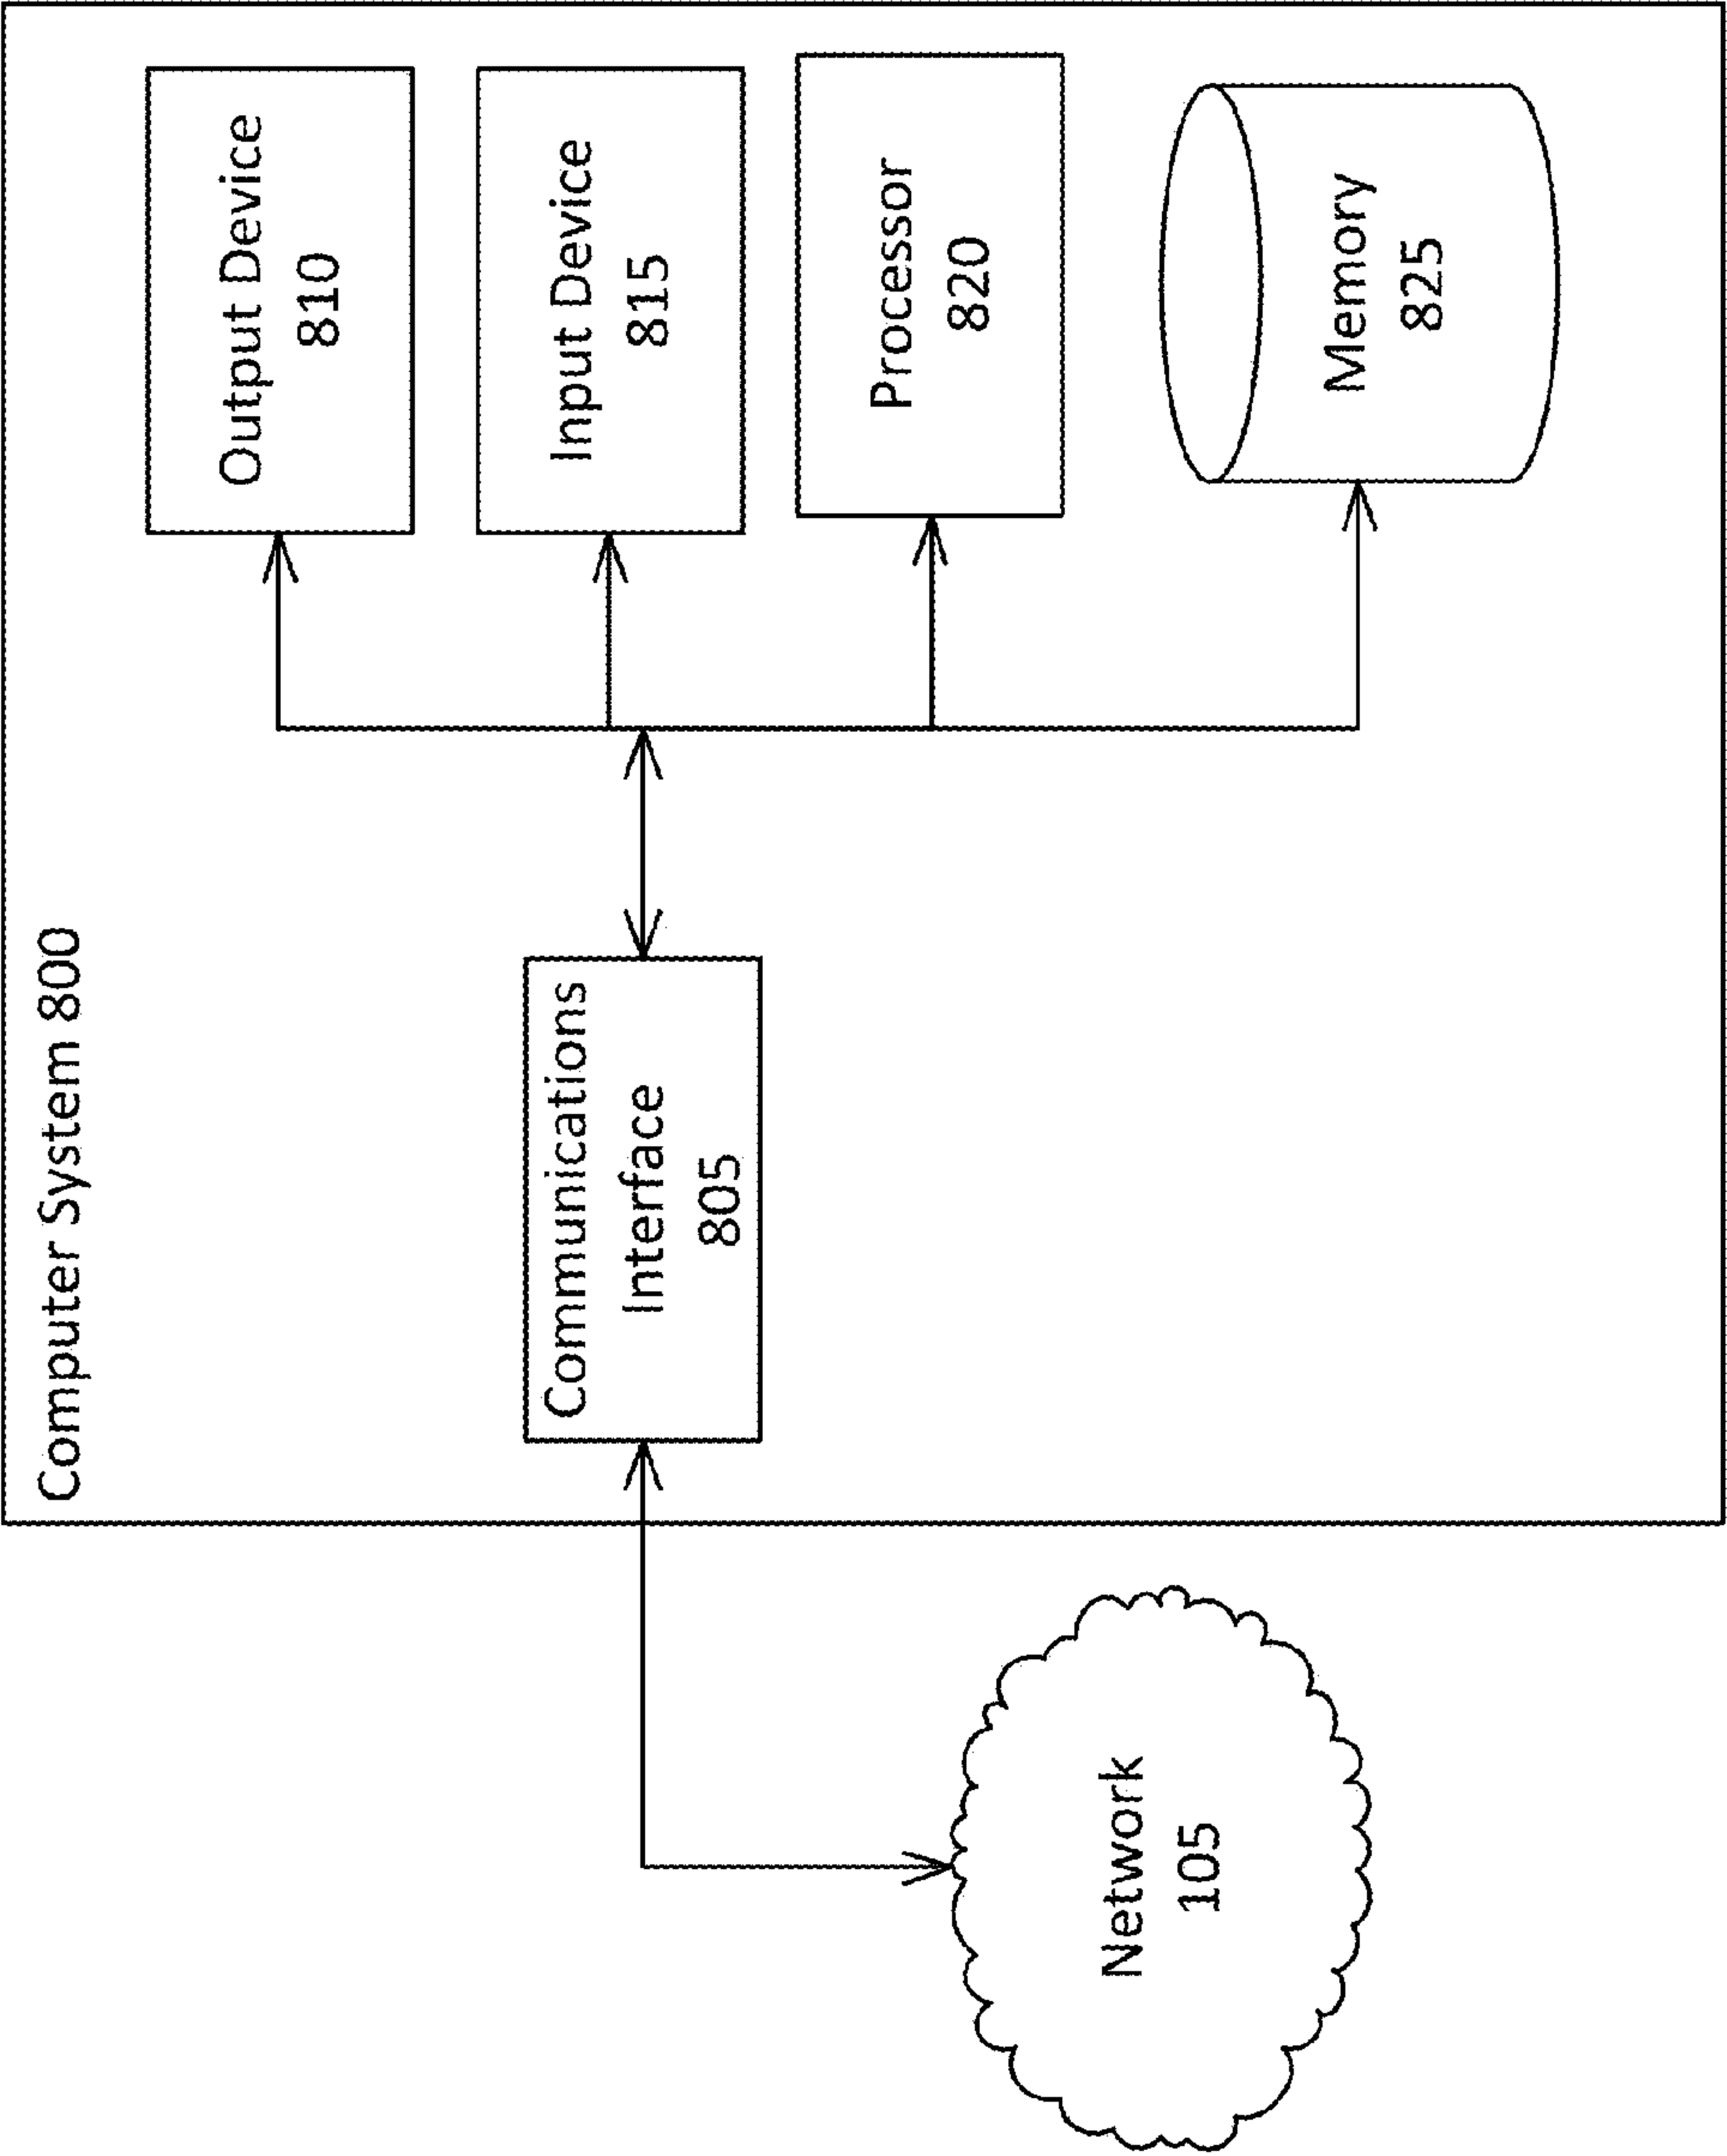 Computer System 800
Output Device
810
Input Device
815
Communications
Interface
805
Processor
820
Memory
825
Network
105